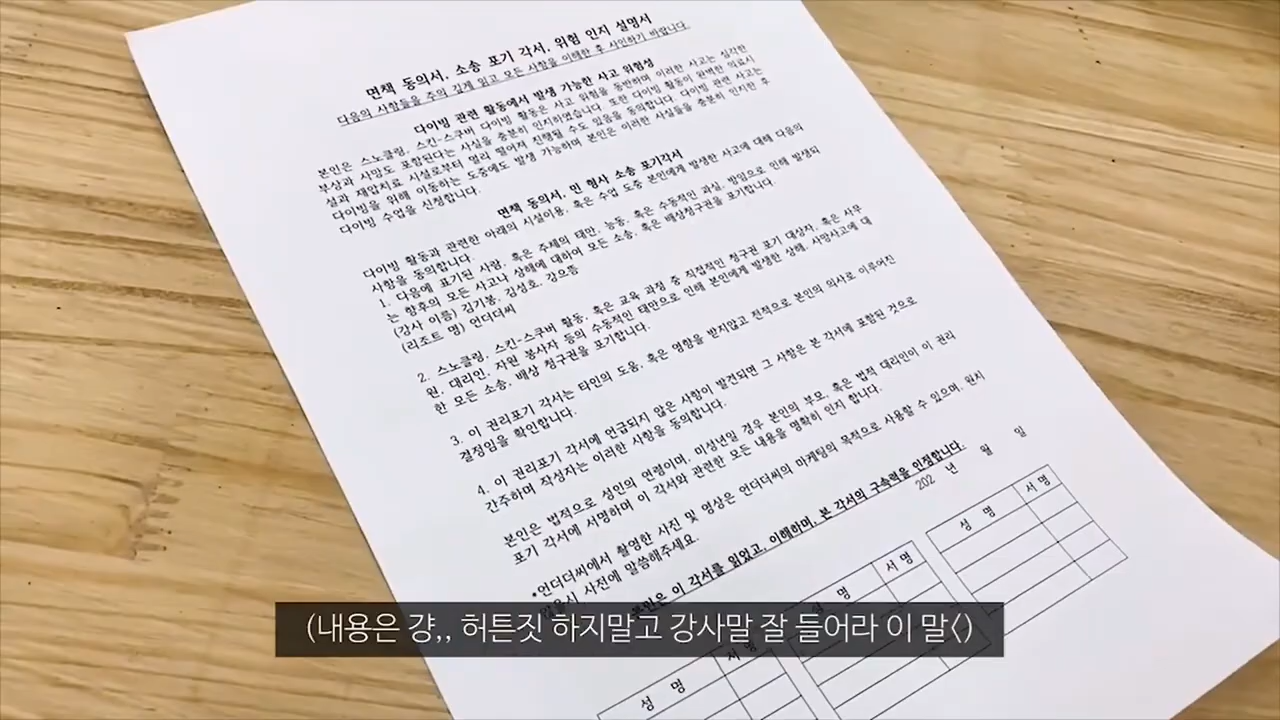 면책 동의서, 소송 포기 각서, 위험 인지 설명서
다음의 사항들을 주의 깊게 읽고 모든 사항을 이해한 후 사인하기 바랍니다.
다이빙 관련 활동에서 발생 가능한 사고 위험성
본인은 스노클링, 스킨-스쿠버 다이빙 활동은 사고 위험을 동반하며 이러한 사고는 심각한
부상과 사망도 포함된다는 사실을 충분히 인지하였습니다. 또한 다이빙 활동이 완벽한 의료시
설과 재압치료 시설로부터 멀리 떨어져 진행될 수도 있음을 동의합니다. 다이빙 관련 사고는
다이빙을 위해 이동하는 도중에도 발생 가능하며 본인은 이러한 사실들을 충분히 인지한 후
다이빙 수업을 신청합니다.
면책 동의서, 민 형사 소송 포기각서
다이빙 활동과 관련한 아래의 시설이용, 혹은 수업 도중 본인에게 발생한 사고에 대해 다음의
사항을 동의합니다.
1. 다음에 표기된 사람, 혹은 주체의 태만, 능동, 혹은 수동적인 과실, 방임으로 인해 발생되
는 향후의 모든 사고나 상해에 대하여 모든 소송, 혹은 배상청구권을 포기합니다.
(강사 이름) 김기봉, 김성호, 강으뜸
(리조트 명) 언더더씨
2. 스노클링, 스킨-스쿠버 활동, 혹은 교육 과정 중 직접적인 청구권 포기 대상자, 혹은 사무
원, 대리인, 자원 봉사자 등의 수동적인 태만으로 인해 본인에게 발생한 상해, 사망사고에 대
한 모든 소송, 배상 청구권을 포기합니다.
3. 이 권리포기 각서는 타인의 도용, 혹은 영향을 받지않고 전적으로 본인의 의사로 이루어진
결정임을 확인합니다.
4. 이 권리포기 각서에 언급되지 않은 사항이 발견되면 그 사항은 본 각서에 포함된 것으로
간주하며 작성자는 이러한 사항을 동의합니다.
본인은 법적으로 성인의 연령이며, 미성년일 경우 본인의 부모, 혹은 법적 대리인이 이 권리
포기 각서에 서명하며 이 각서와 관련한 모든 내용을 명확히 인지 합니다.
*언더더씨에서 촬영한 사진 및 영상은 언더더씨의 마케팅의 목적으로 사용할 수 있으며, 원치
사전에 말씀해주세요.
이 각서를 읽었고, 이해하며, 본 각서의 구속력을 인정합니다.
202 년 월 일
성 명 서 명 성 명 서 명 성 명 서 명
(내용은 걍,, 허튼짓 하지말고 강사말 잘 들어라 이 말<)